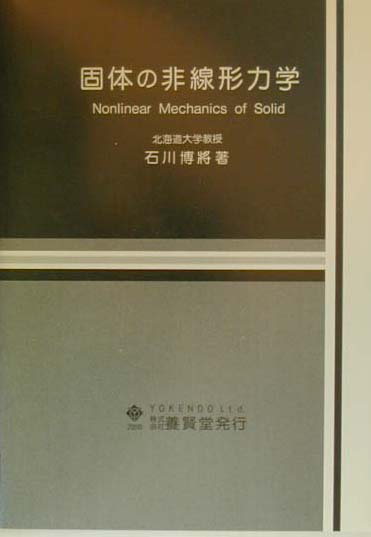 固体の非線形力学
Nonlinear Mechanics of Solid
北海道大学教授
石川博將著
YOKENDO Ltd.
株式会社養賢堂発行